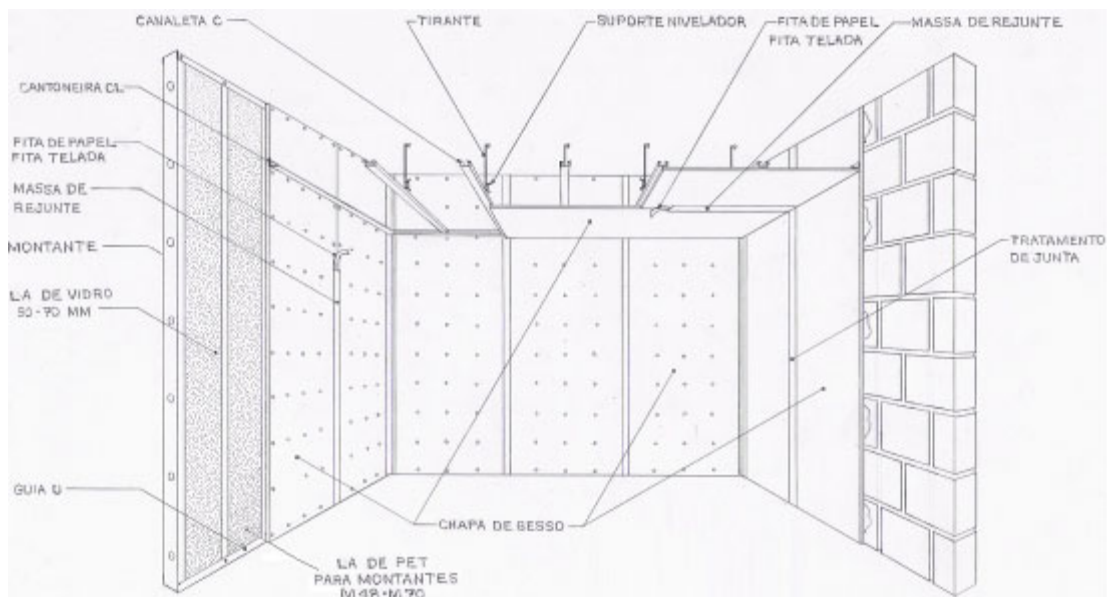 CANALETA C
TIRANTE
SUPORTE NIVELADOR
FITA DE PAPEL
FITA TELADA
MASSA DE REJUNTE
CANTONEIRA CL
FITA DE PAPEL
FITA TELADA
MASSA DE
REJUNTE
MONTANTE
LA DE VIDRO
50-70 MM
TRATAMENTO
DE JUNTA
GUIA U
CHAPA DE GESSO
LA DE PET
PARA MONTANTES
M48-M70